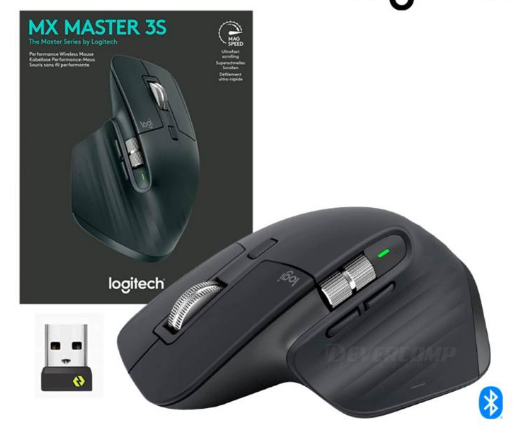 MX MASTER 3S
The Master Series by Logitech
Performance Wireless Mouse
Kabellose Performance-Maus
Souris sans fil performante
MAG
SPEED
Ultrafast
scrolling
Superschnelles
Scrollen
Défilement
ultra-rapide
logi
logitech
logi
EVERCOMP